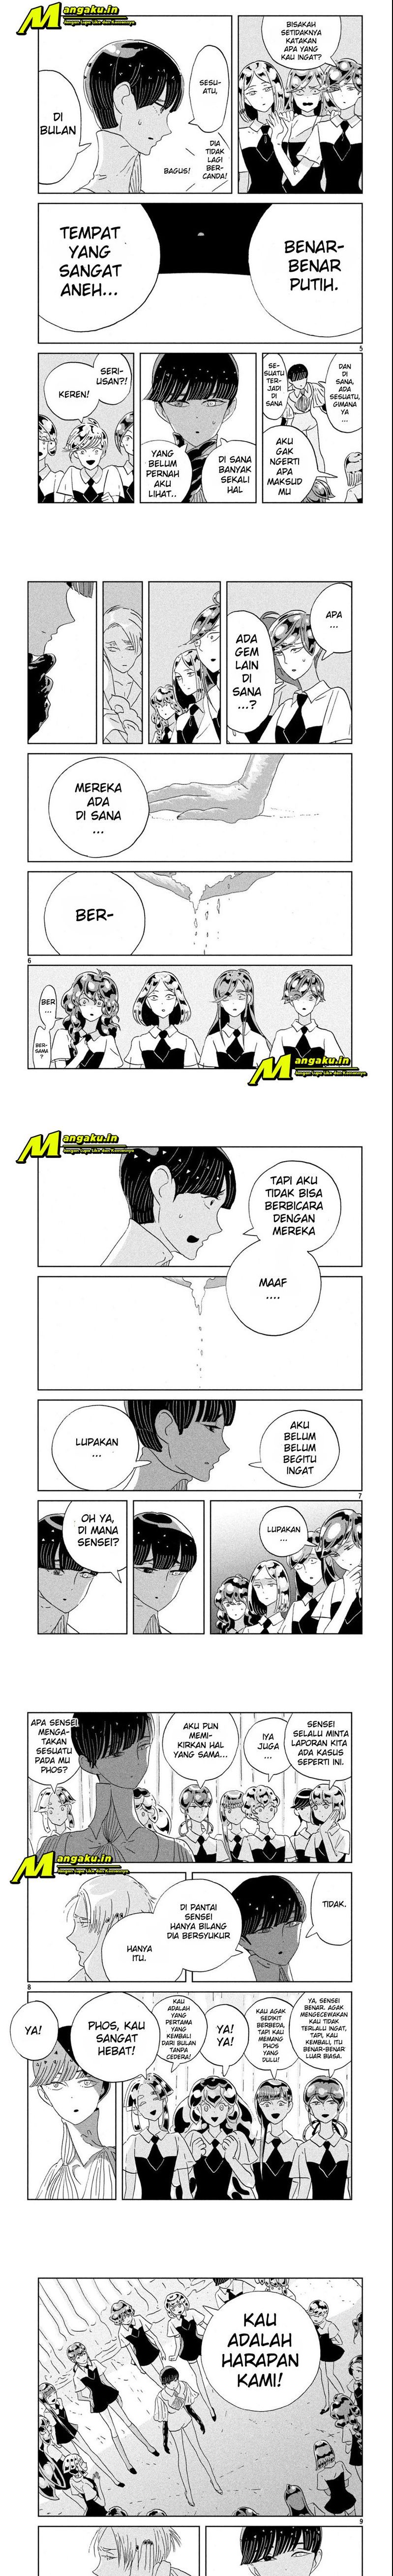 Mangaku.in
BISAKAH
SETIDAKNYA
KATAKAN
APA YANG
KAU INGAT?
SESU-
ATU,
DIA
TIDAK
LAGI
BER-
CANDA!
BAGUS!
DI
BULAN
BENAR-
BENAR
PUTIH.
TEMPAT
YANG
SANGAT
ANEH...
5
DAN
DI
SANA,
ADA
SESUATU,
GIMANA
YA
...
SE-
SUATU
TER-
JADI
DI
SANA
AKU
GAK
NGERTI
APA
MAKSUD
MU
DI SANA
BANYAK
SEKALI
HAL
YANG
BELUM
PERNAH
AKU
LIHAT..
SERI-
USAN?!
KEREN!
APA
...
ADA
GEM
LAIN
DI
SANA
...?
MEREKA
ADA
DI SANA
...
BER-
6
BER
...
BER-
SAMA
?
Mangaku.in
Mangaku.in
TAPI AKU
TIDAK BISA
BERBICARA
DENGAN
MEREKA
MAAF
....
AKU
BELUM
BELUM
BEGITU
INGAT
LUPAKAN
...
7
LUPAKAN
...
OH YA,
DI MANA
SENSEI?
SENSEI
SELALU MINTA
LAPORAN KITA
ADA KASUS
SEPERTI INI.
IYA
JUGA
...
AKU PUN
MEMI-
KIRKAN HAL
YANG SAMA...
APA SENSEI
MENGA-
TAKAN
SESUATU
PADA MU
PHOS?
Mangaku.in
TIDAK.
DI PANTAI
SENSEI
HANYA BILANG
DIA BERSYUKUR
HANYA
ITU.
8
YA, SENSEI
BENAR. AGAK
MENGECEWAKAN
KAU TIDAK
TERLALU INGAT,
TAPI, KAU
KEMBALI, ITU
BENAR-BENAR
LUAR BIASA.
KAU AGAK
SEDIKIT
BERBEDA,
TAPI KAU
MEMANG
PHOS
YANG
DULU!
YA!
YA!
KAU
ADALAH
YANG
PERTAMA
YANG
KEMBALI
DARI BULAN
TANPA
CEDERA!
PHOS, KAU
SANGAT
HEBAT!
YA!
KAU
ADALAH
HARAPAN
KAMI!
9